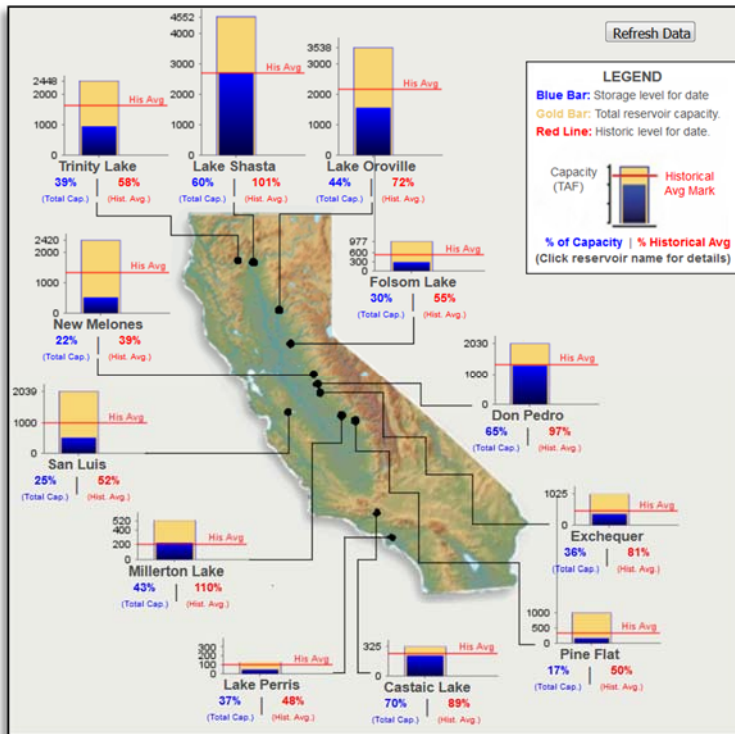 Refresh Data
LEGEND
Blue Bar: Storage level for date
Gold Bar: Total reservoir capacity.
Red Line: Historic level for date.
Capacity
(TAF)
Historical
Avg Mark
% of Capacity | % Historical Avg
(Click reservoir name for details)
2448
2000
1000
0
His Avg
Trinity Lake
39% | 58%
(Total Cap.) (Hist. Avg.)
4552
4000
3000
2000
1000
0
His Avg
Lake Shasta
60% | 101%
(Total Cap.) (Hist. Avg.)
3538
3000
2000
1000
0
His Avg
Lake Oroville
44% | 72%
(Total Cap.) (Hist. Avg.)
2420
2000
1000
0
His Avg
New Melones
22% | 39%
(Total Cap.) (Hist. Avg.)
977
600
300
0
His Avg
Folsom Lake
30% | 55%
(Total Cap.) (Hist. Avg.)
2030
1000
0
His Avg
Don Pedro
65% | 97%
(Total Cap.) (Hist. Avg.)
2039
1000
0
His Avg
San Luis
25% | 52%
(Total Cap.) (Hist. Avg.)
1025
500
0
His Avg
Exchequer
36% | 81%
(Total Cap.) (Hist. Avg.)
520
400
200
0
His Avg
Millerton Lake
43% | 110%
(Total Cap.) (Hist. Avg.)
1000
500
0
His Avg
Pine Flat
17% | 50%
(Total Cap.) (Hist. Avg.)
300
200
100
0
His Avg
Lake Perris
37% | 48%
(Total Cap.) (Hist. Avg.)
325
0
His Avg
Castaic Lake
70% | 89%
(Total Cap.) (Hist. Avg.)